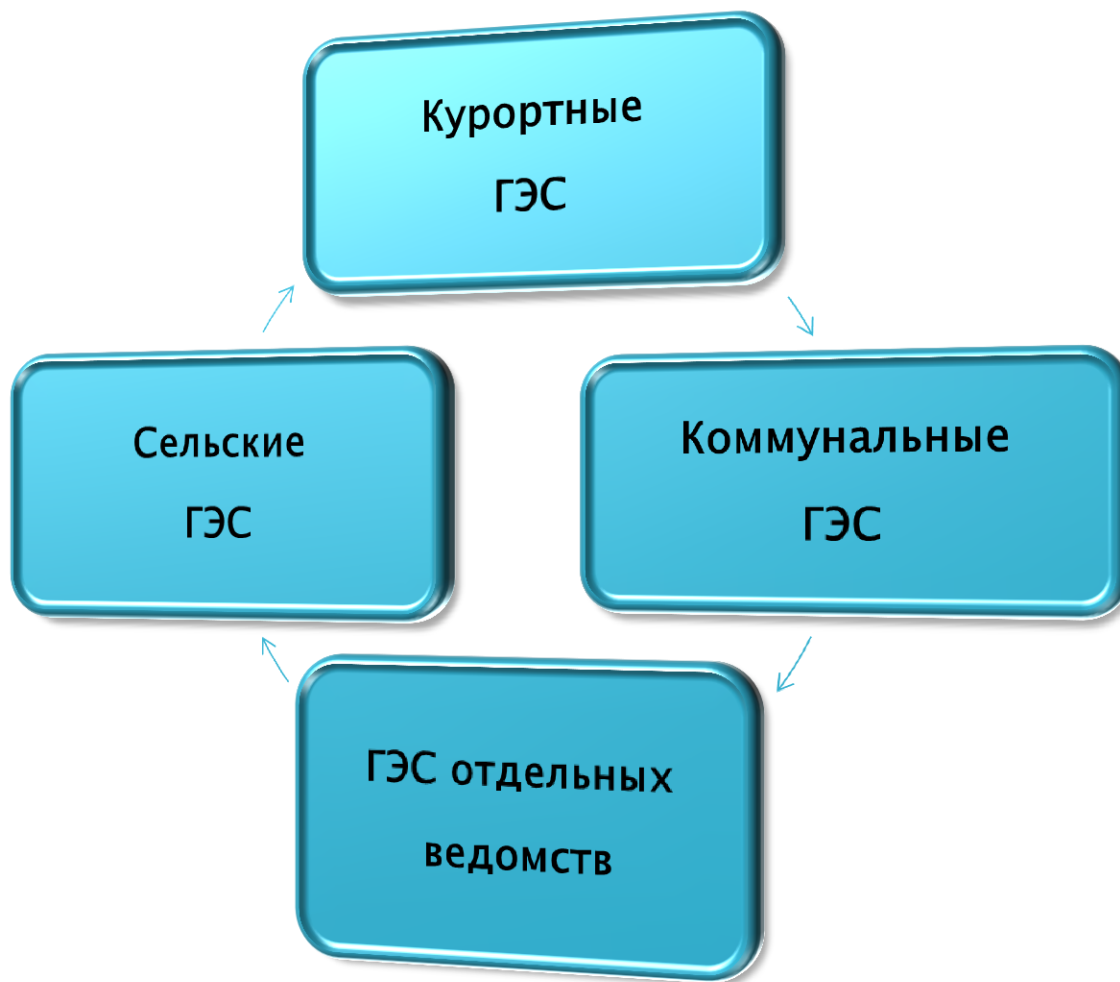 Курортные
ГЭС
Коммунальные
ГЭС
ГЭС отдельных
ведомств
Сельские
ГЭС